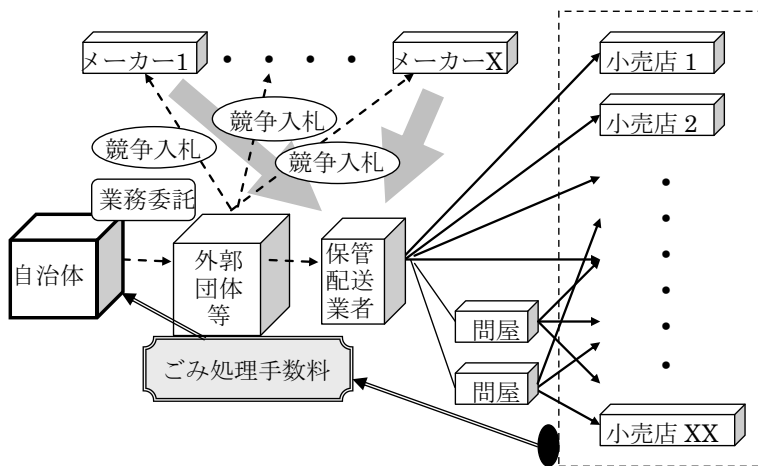 メーカー1
メーカーX
小売店 1
競争入札
小売店 2
競争入札
競争入札
業務委託
自治体
外郭
団体
等
保管
配送
業者
問屋
ごみ処理手数料
問屋
小売店 XX